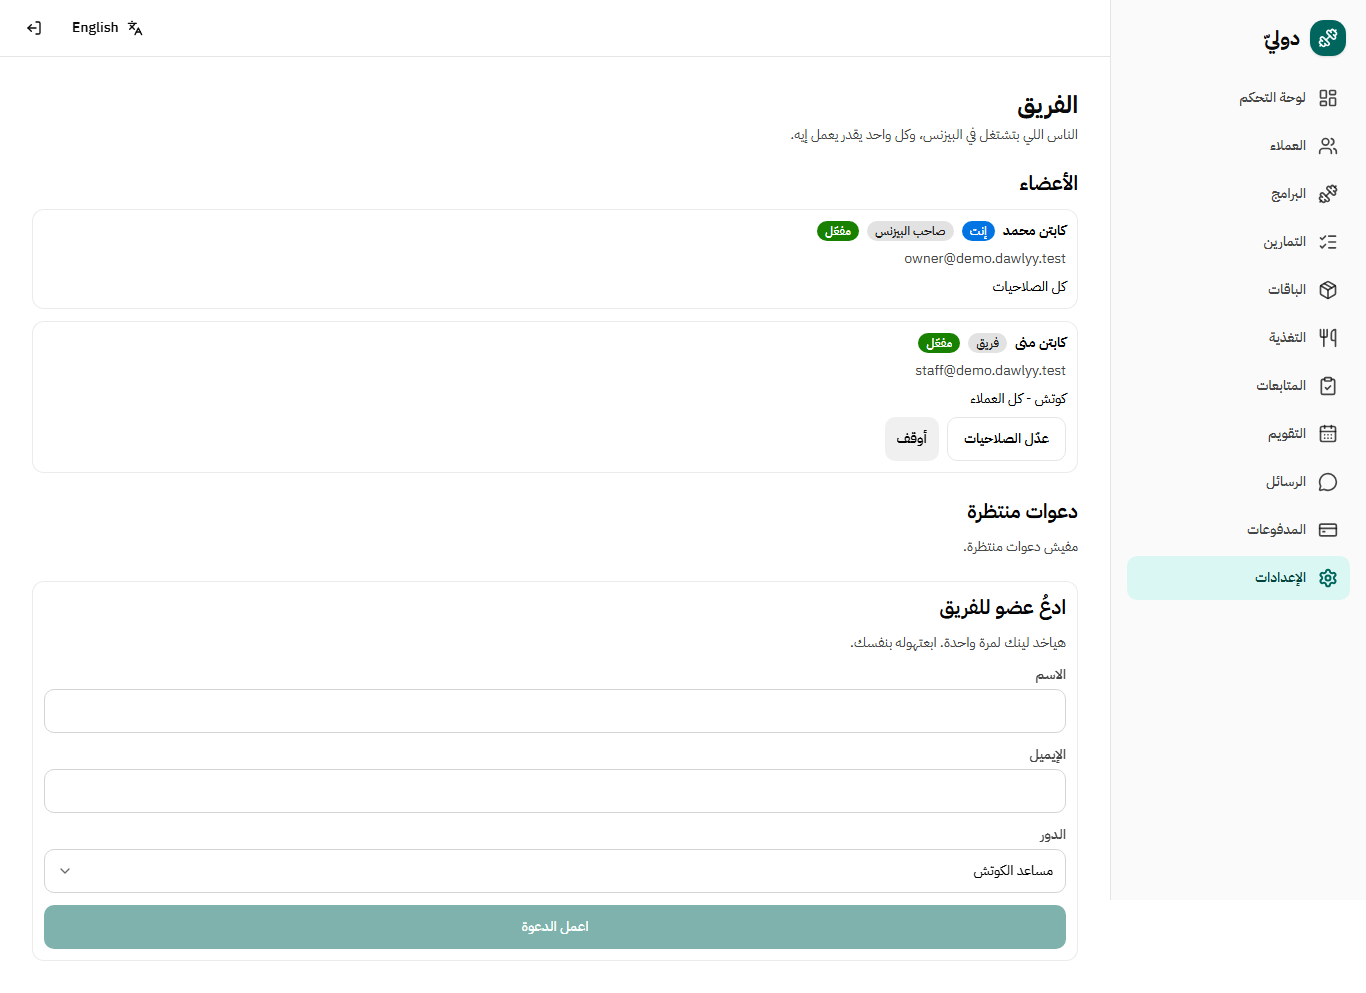 دوليّ
لوحة التحكم
العملاء
البرامج
التمارين
الباقات
التغذية
المتابعات
التقويم
الرسائل
المدفوعات
الإعدادات
English
الفريق
الناس اللي بتشتغل في البيزنس، وكل واحد يقدر يعمل إيه.
الأعضاء
كابتن محمد إنت صاحب البيزنس مفعّل
owner@demo.dawlyy.test
كل الصلاحيات
كابتن منى فريق مفعّل
staff@demo.dawlyy.test
كوتش - كل العملاء
عدّل الصلاحيات أوقف
دعوات منتظرة
مفيش دعوات منتظرة.
ادعُ عضو للفريق
هياخد لينك لمرة واحدة. ابعتهوله بنفسك.
الاسم
الإيميل
الدور
مساعد الكوتش
اعمل الدعوة